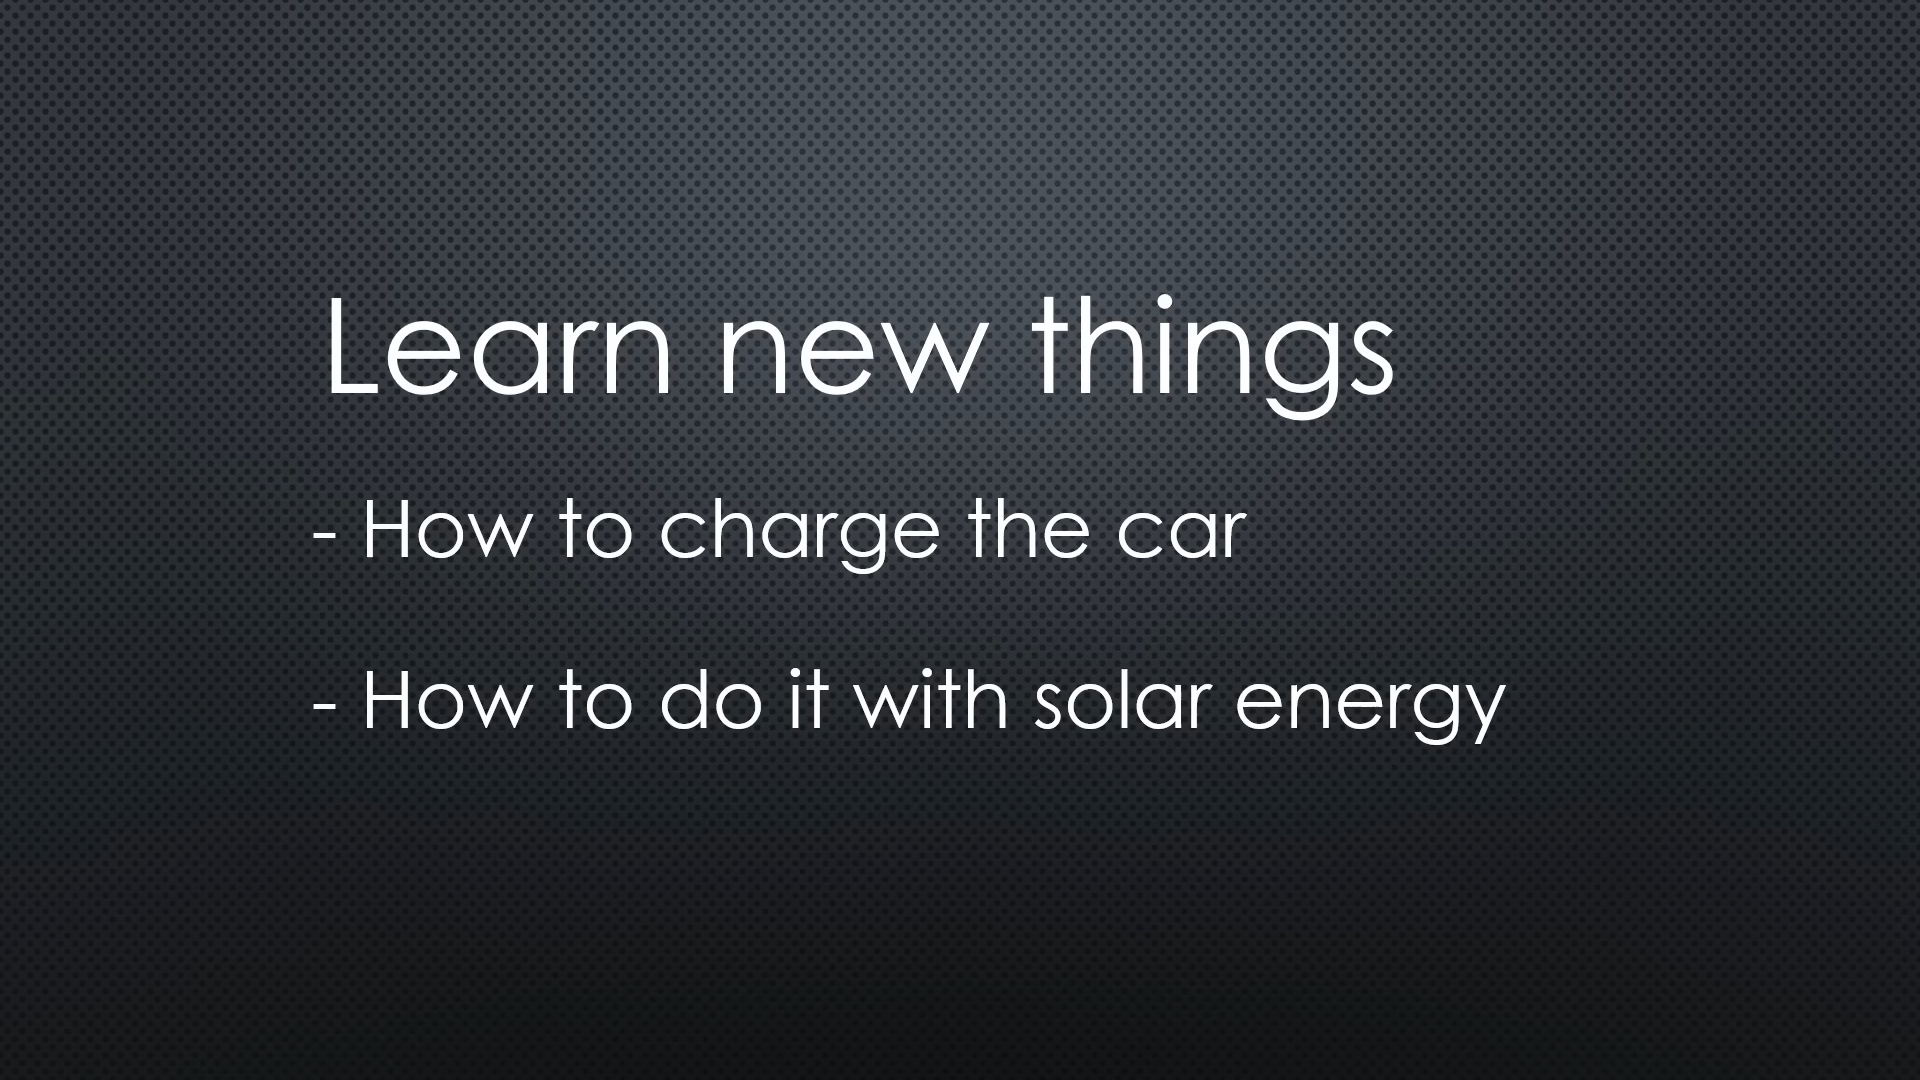 Learn new things
- How to charge the car
- How to do it with solar energy